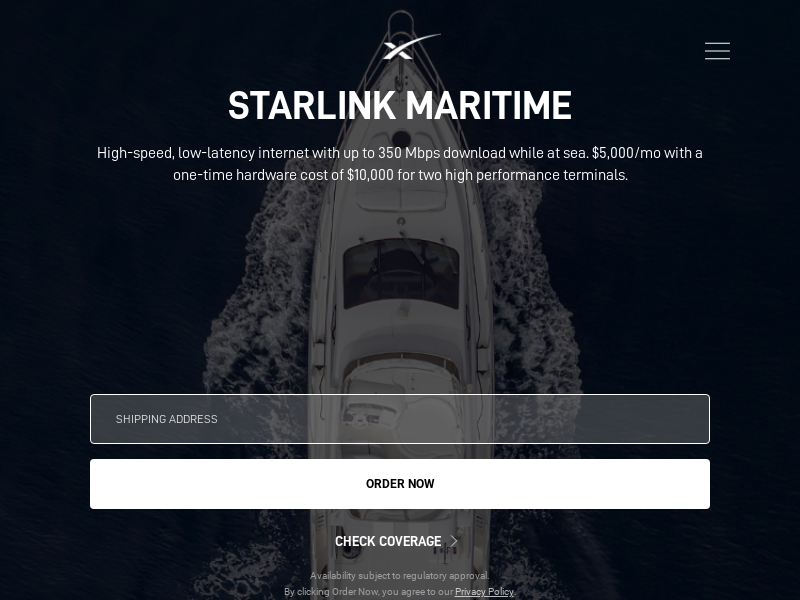 STARLINK MARITIME
High-speed, low-latency internet with up to 350 Mbps download while at sea. $5,000/mo with a
one-time hardware cost of $10,000 for two high performance terminals.
SHIPPING ADDRESS
ORDER NOW
CHECK COVERAGE
Availability subject to regulatory approval.
By clicking Order Now, you agree to our Privacy Policy.